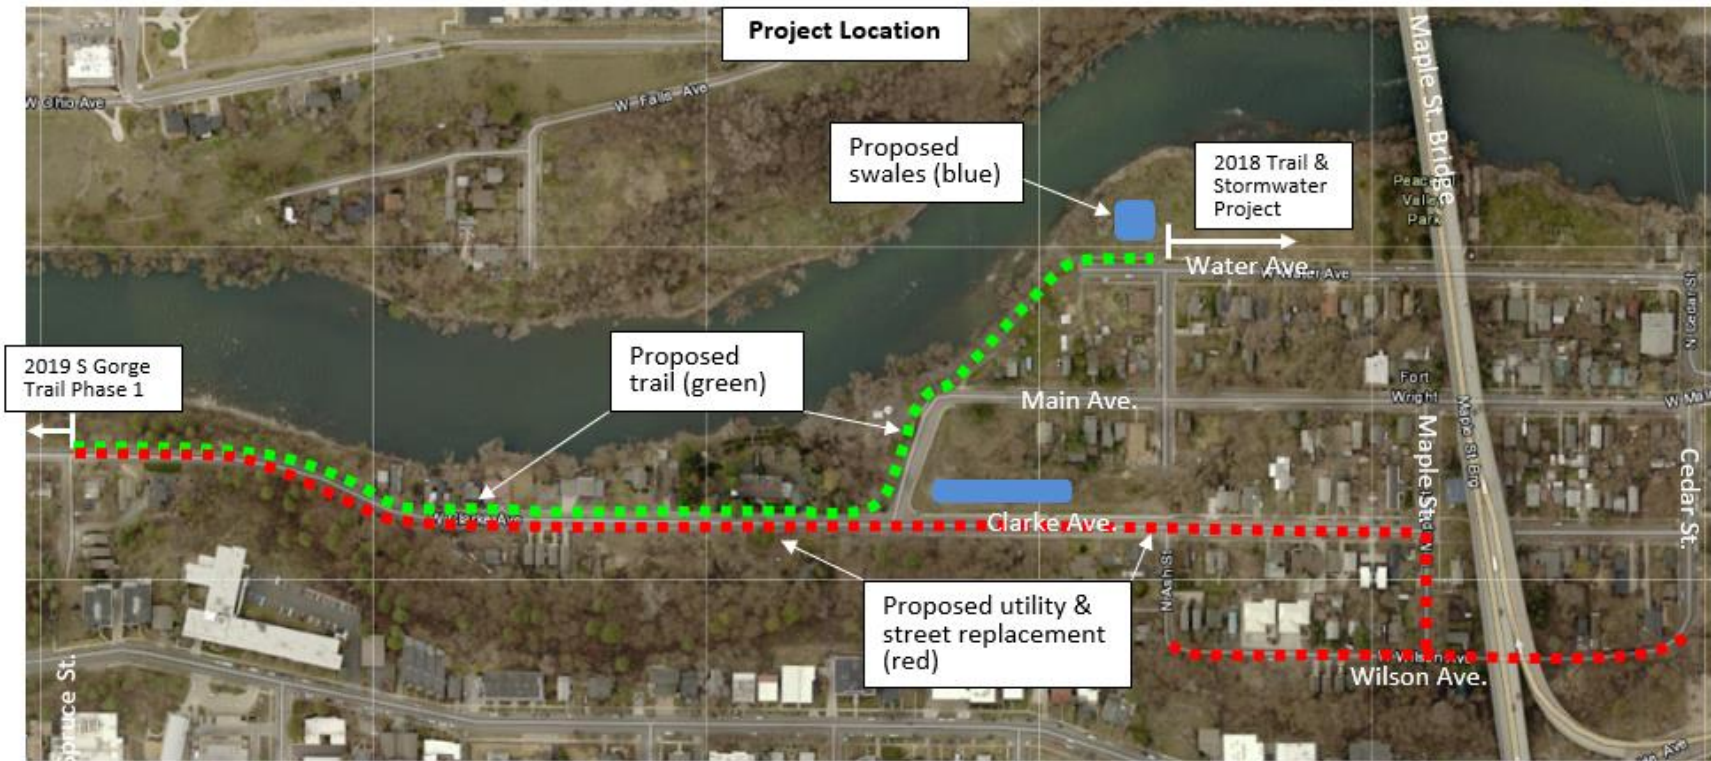 Project Location
W Ohio Ave
W Falls Ave
Maple St. Bridge
Proposed
swales (blue)
2018 Trail &
Stormwater
Project
Peaceful
Valley
Park
Water Ave.
W Water Ave
N Cedar St
2019 S Gorge
Trail Phase 1
Proposed
trail (green)
Main Ave.
Fort
Wright
Maple St Brg
Maple St.
Cedar St.
W Clarke Ave
Clarke Ave.
N Ash St
Proposed utility &
street replacement
(red)
W Wilson Ave
Wilson Ave.
Spruce St.